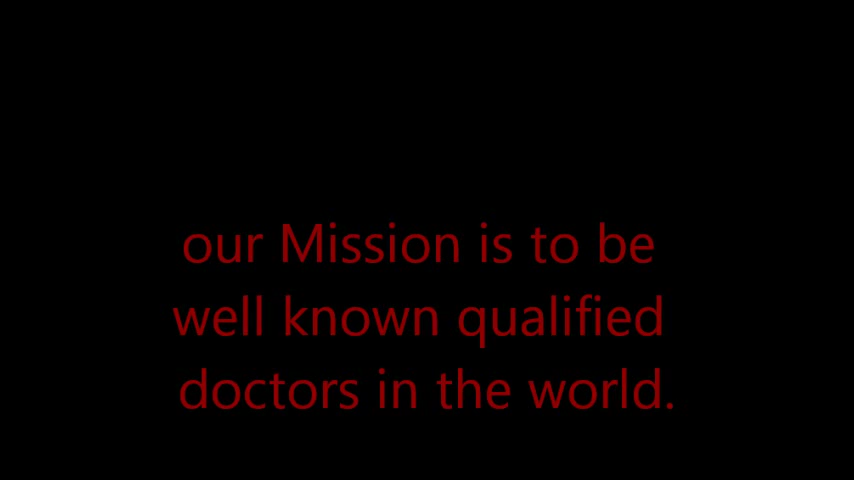 our Mission is to be
well known qualified
doctors in the world.